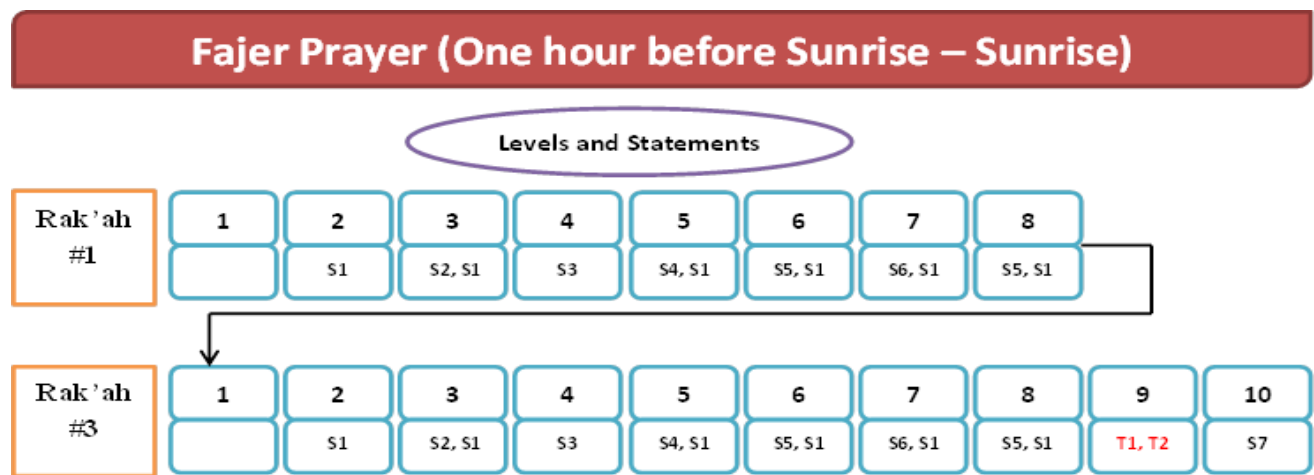 Fajer Prayer (One hour before Sunrise – Sunrise)
Levels and Statements
Rak'ah #1
1 2 3 4 5 6 7 8
S1 S2, S1 S3 S4, S1 S5, S1 S6, S1 S5, S1
Rak'ah #3
1 2 3 4 5 6 7 8 9 10
S1 S2, S1 S3 S4, S1 S5, S1 S6, S1 S5, S1 T1, T2 S7